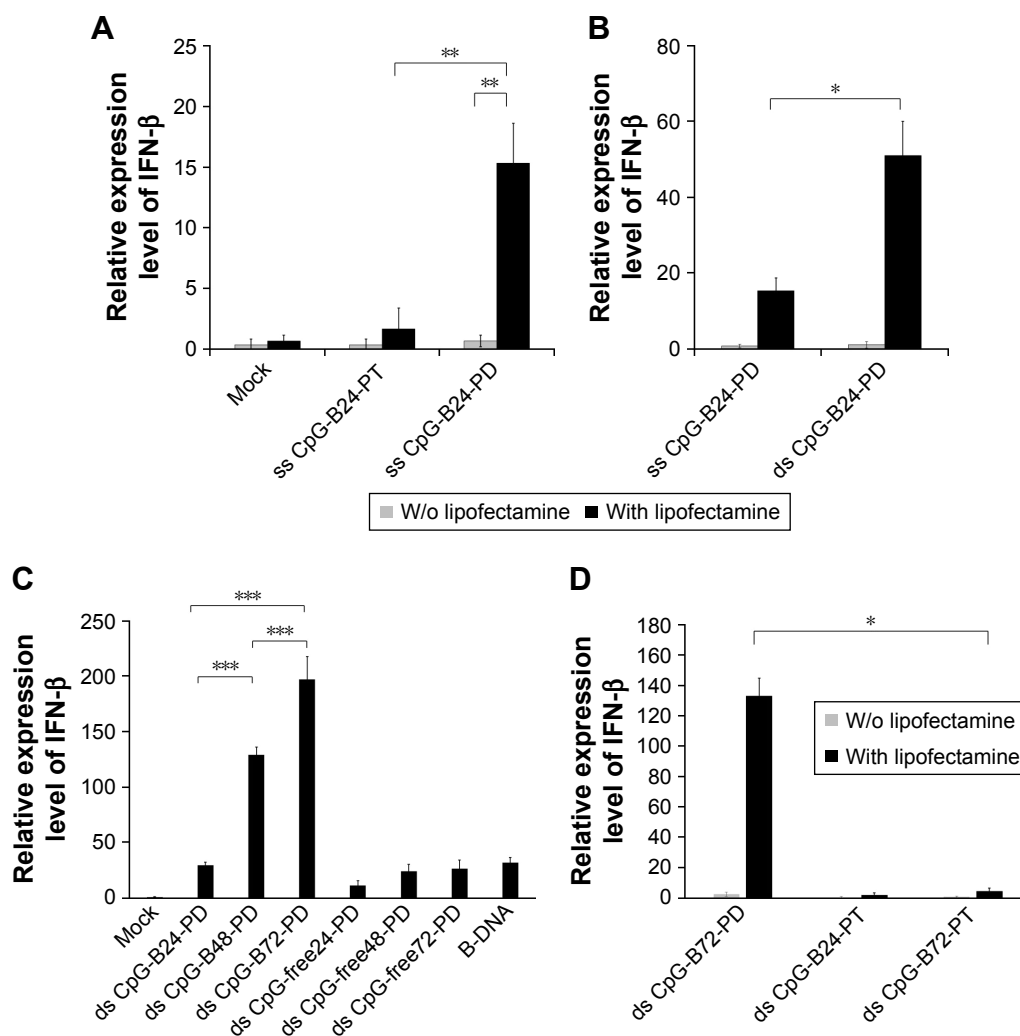 A
Relative expression
level of IFN-β
25
20
15
10
5
0
**
**
Mock
ss CpG-B24-PT
ss CpG-B24-PD
B
Relative expression
level of IFN-β
80
60
40
20
0
*
ss CpG-B24-PD
ds CpG-B24-PD
W/o lipofectamine With lipofectamine
C
Relative expression
level of IFN-β
250
200
150
100
50
0
***
***
***
Mock
ds CpG-B24-PD
ds CpG-B48-PD
ds CpG-B72-PD
ds CpG-free24-PD
ds CpG-free48-PD
ds CpG-free72-PD
B-DNA
D
Relative expression
level of IFN-β
180
160
140
120
100
80
60
40
20
0
*
W/o lipofectamine
With lipofectamine
ds CpG-B72-PD
ds CpG-B24-PT
ds CpG-B72-PT